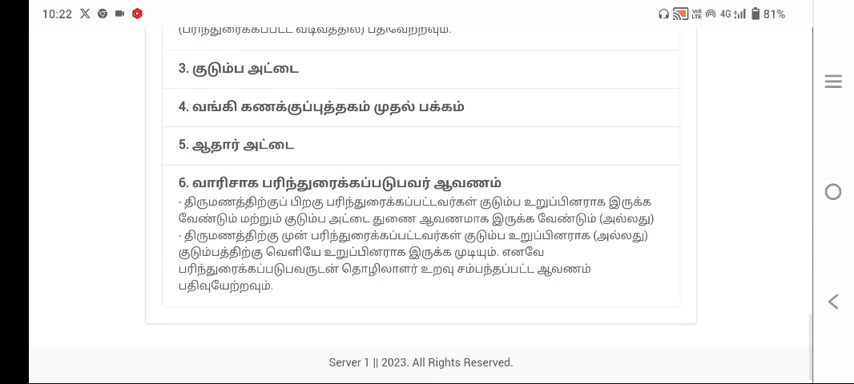 10:22 4G 81%
(பரிந்துரைக்கப்பட்ட வடிவத்தில்) பதிவேற்றவும்.
3. குடும்ப அட்டை
4. வங்கி கணக்குப்புத்தகம் முதல் பக்கம்
5. ஆதார் அட்டை
6. வாரிசாக பரிந்துரைக்கப்படுபவர் ஆவணம்
- திருமணத்திற்குப் பிறகு பரிந்துரைக்கப்பட்டவர்கள் குடும்ப உறுப்பினராக இருக்க
வேண்டும் மற்றும் குடும்ப அட்டை துணை ஆவணமாக இருக்க வேண்டும் (அல்லது)
- திருமணத்திற்கு முன் பரிந்துரைக்கப்பட்டவர்கள் குடும்ப உறுப்பினராக (அல்லது)
குடும்பத்திற்கு வெளியே உறுப்பினராக இருக்க முடியும். எனவே
பரிந்துரைக்கப்படுபவருடன் தொழிலாளர் உறவு சம்பந்தப்பட்ட ஆவணம்
பதிவுயேற்றவும்.
Server 1 || 2023. All Rights Reserved.